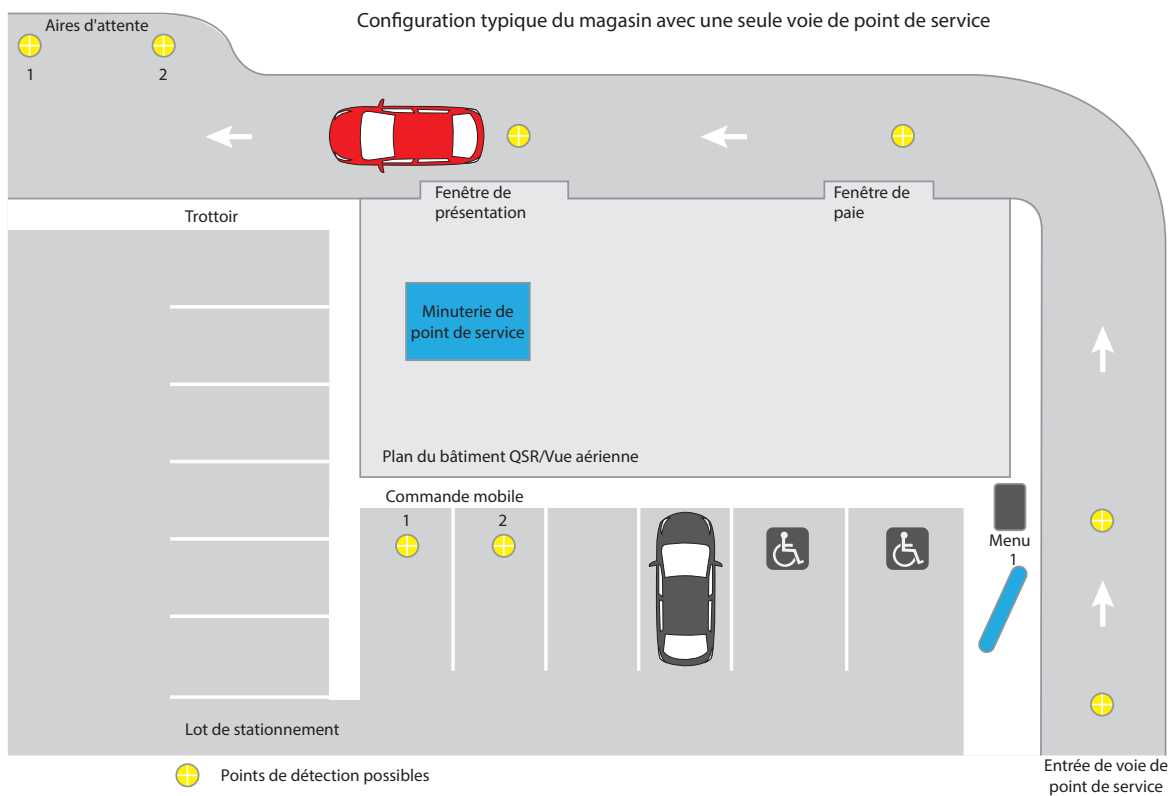 Configuration typique du magasin avec une seule voie de point de service
Aires d'attente
1
2
Fenêtre de
présentation
Fenêtre de
paie
Trottoir
Minuterie de
point de service
Plan du bâtiment QSR/Vue aérienne
Commande mobile
1
2
Menu
1
Lot de stationnement
Points de détection possibles
Entrée de voie de
point de service